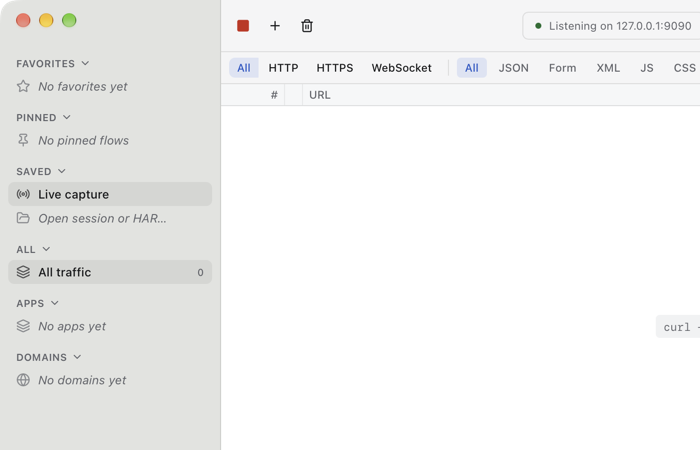 Listening on 127.0.0.1:9090
All HTTP HTTPS WebSocket All JSON Form XML JS CSS
# URL
FAVORITES
No favorites yet
PINNED
No pinned flows
SAVED
Live capture
Open session or HAR...
ALL
All traffic 0
APPS
No apps yet
DOMAINS
No domains yet
curl -